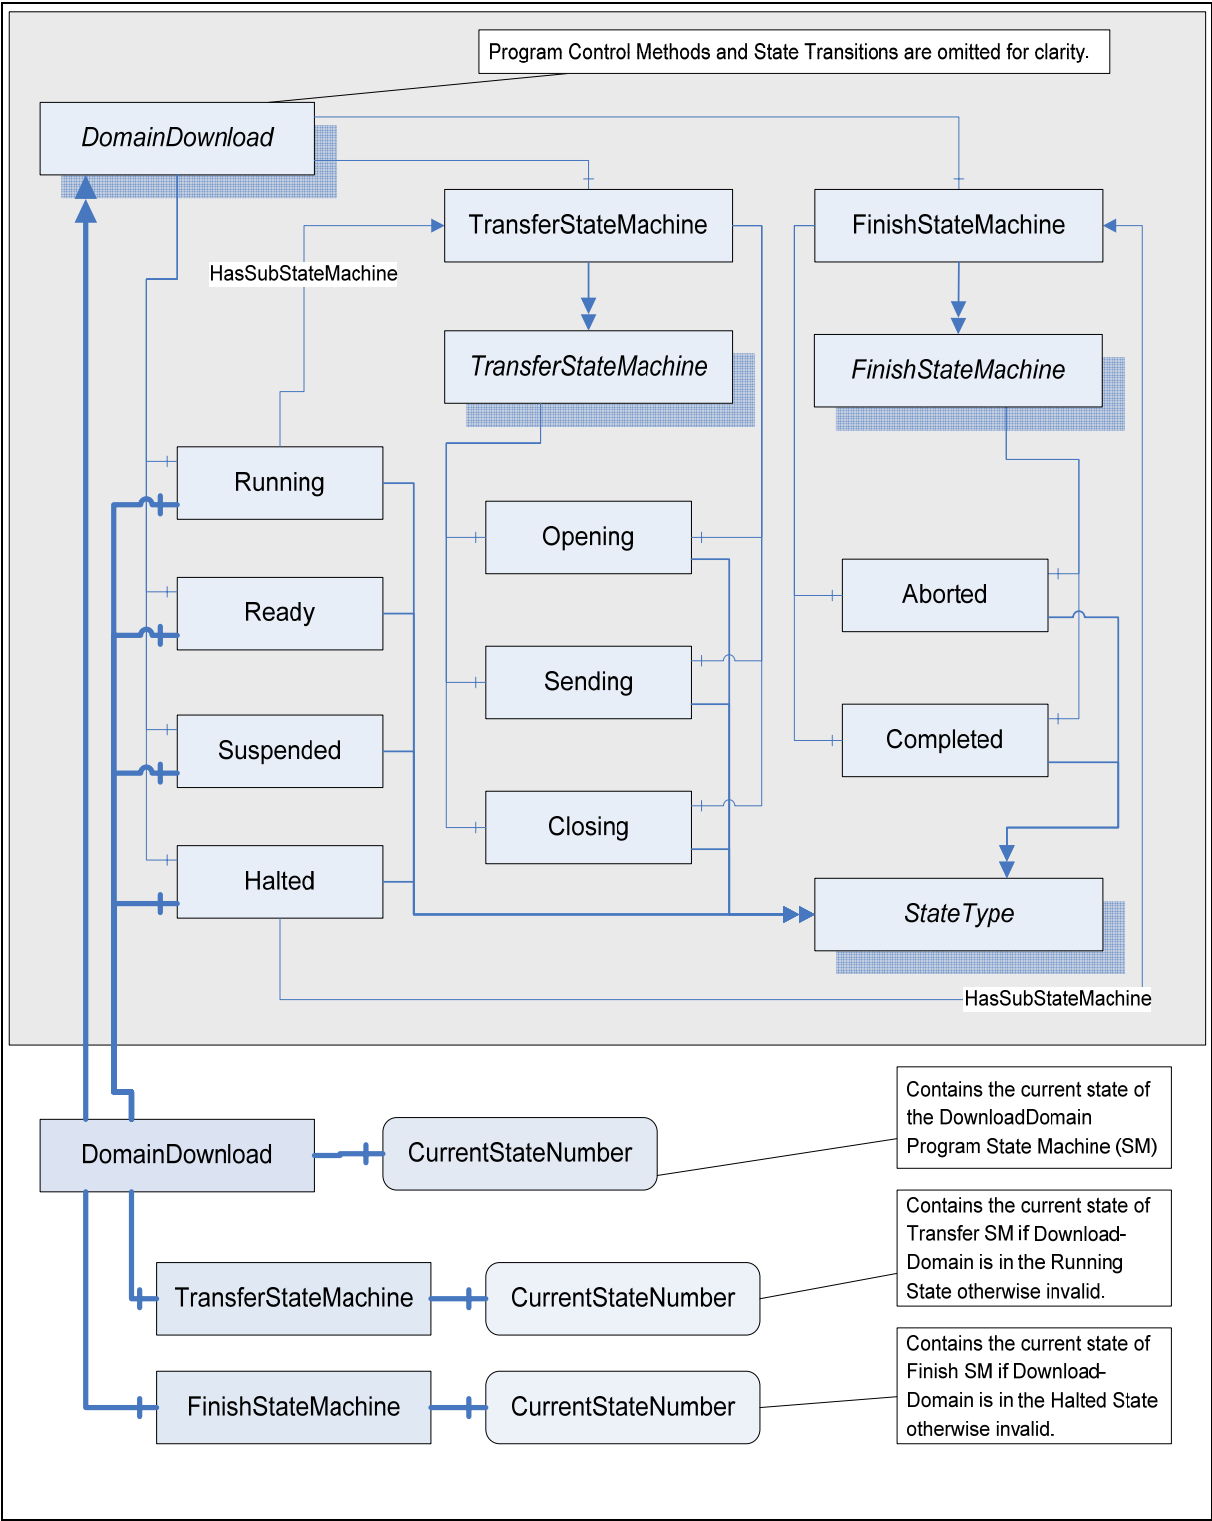 Program Control Methods and State Transitions are omitted for clarity.
DomainDownload
TransferStateMachine
FinishStateMachine
HasSubStateMachine
TransferStateMachine
FinishStateMachine
Running
Opening
Aborted
Ready
Sending
Completed
Suspended
Closing
Halted
StateType
HasSubStateMachine
Contains the current state of
the DownloadDomain
Program State Machine (SM)
DomainDownload
CurrentStateNumber
Contains the current state of
Transfer SM if Download-
Domain is in the Running
State otherwise invalid.
TransferStateMachine
CurrentStateNumber
Contains the current state of
Finish SM if Download-
Domain is in the Halted State
otherwise invalid.
FinishStateMachine
CurrentStateNumber